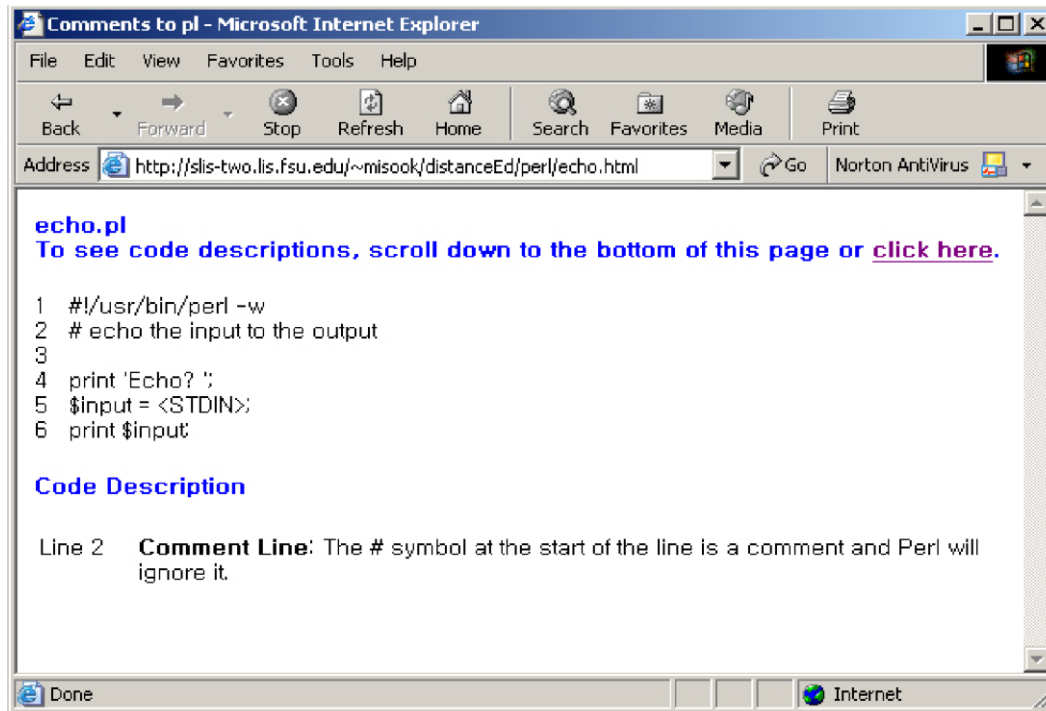 Comments to pl - Microsoft Internet Explorer
File Edit View Favorites Tools Help
Back Forward Stop Refresh Home Search Favorites Media Print
Address http://slis-two.lis.fsu.edu/~misook/distanceEd/perl/echo.html Go Norton AntiVirus
echo.pl
To see code descriptions, scroll down to the bottom of this page or click here.
1 #!/usr/bin/perl -w
2 # echo the input to the output
3
4 print 'Echo? ';
5 $input = <STDIN>;
6 print $input;
Code Description
Line 2 Comment Line: The # symbol at the start of the line is a comment and Perl will
ignore it.
Done Internet